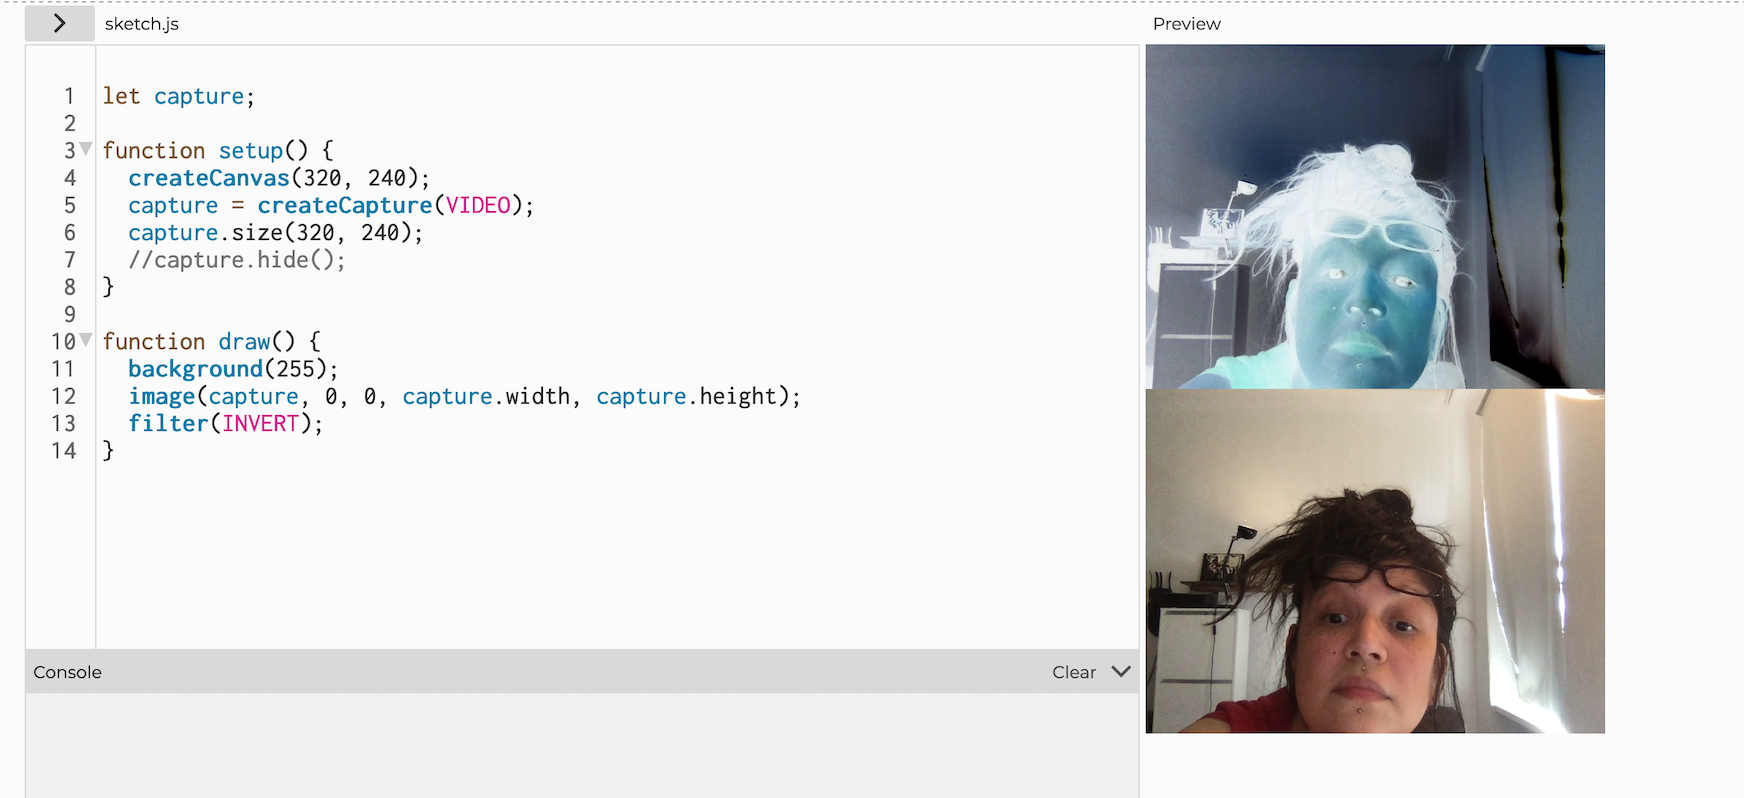 sketch.js
Preview
1 let capture;
2
3 function setup() {
4   createCanvas(320, 240);
5   capture = createCapture(VIDEO);
6   capture.size(320, 240);
7   //capture.hide();
8 }
9
10 function draw() {
11   background(255);
12   image(capture, 0, 0, capture.width, capture.height);
13   filter(INVERT);
14 }
Console
Clear